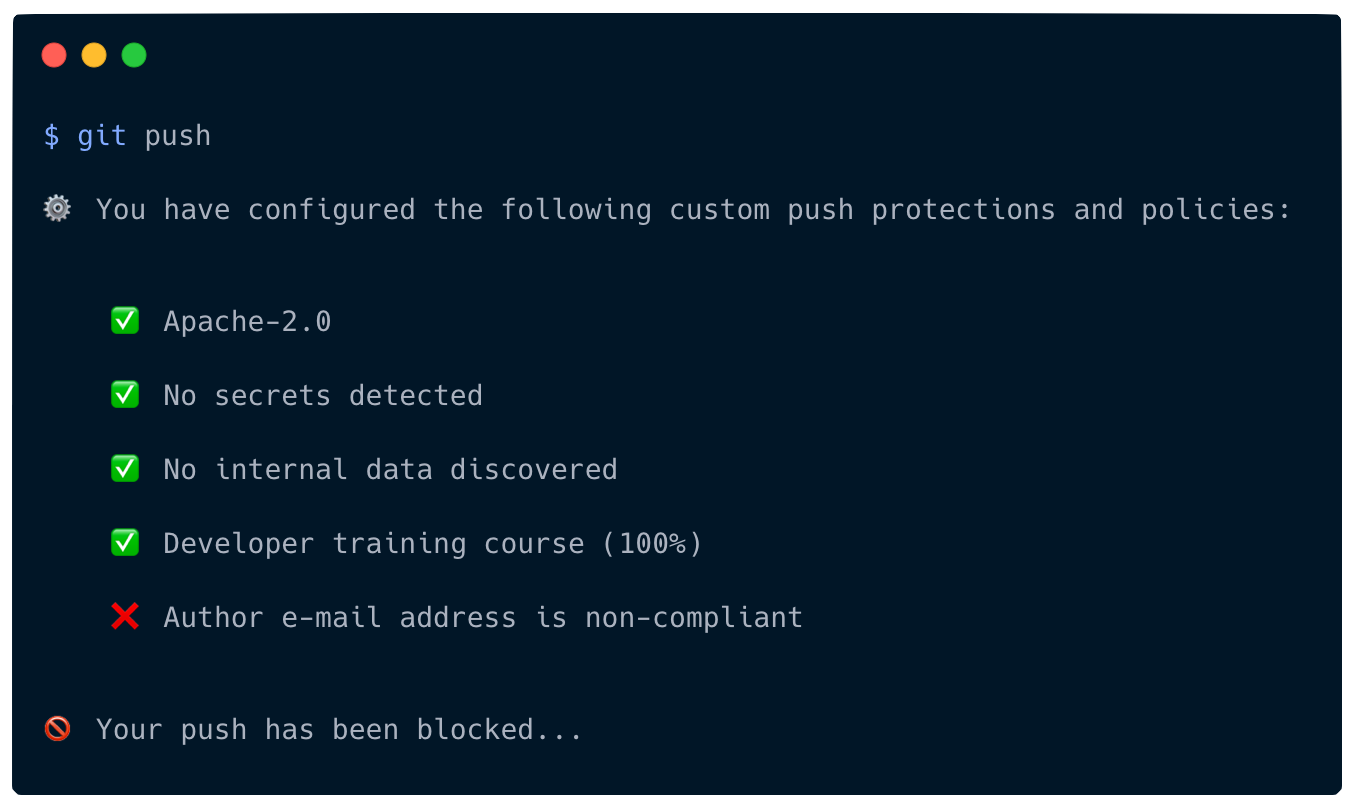 $ git push
⚙️ You have configured the following custom push protections and policies:
✅ Apache-2.0
✅ No secrets detected
✅ No internal data discovered
✅ Developer training course (100%)
❌ Author e-mail address is non-compliant
🚫 Your push has been blocked...